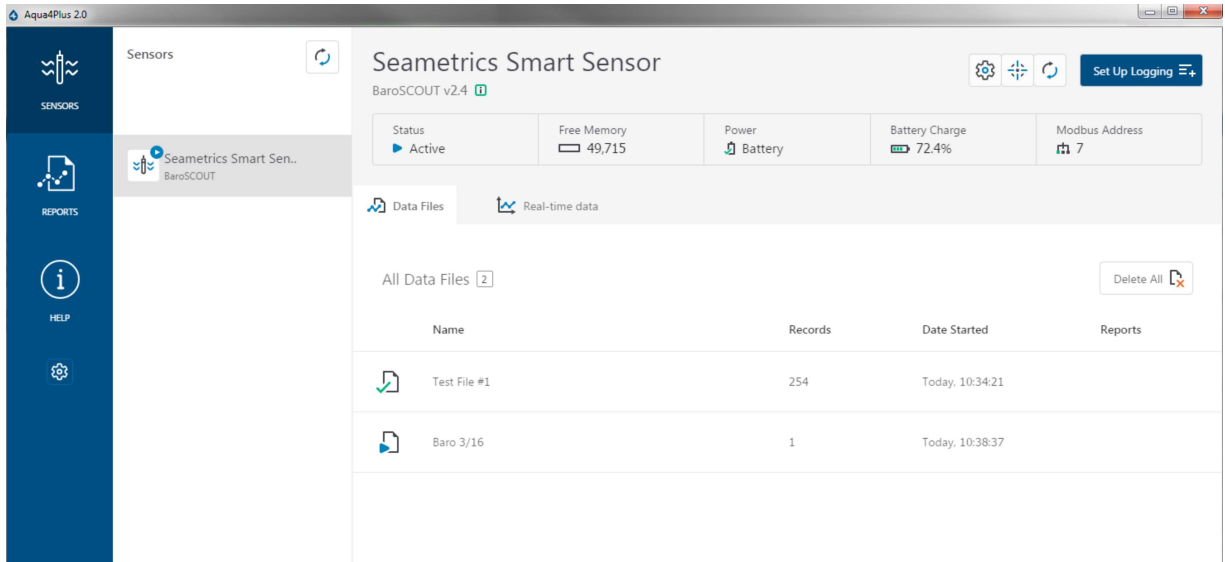 Aqua4Plus 2.0
SENSORS
REPORTS
HELP
Sensors
Seametrics Smart Sen..
BaroSCOUT
Seametrics Smart Sensor
BaroSCOUT v2.4
Set Up Logging
Status
Active
Free Memory
49,715
Power
Battery
Battery Charge
72.4%
Modbus Address
7
Data Files
Real-time data
All Data Files 2
Delete All
Name Records Date Started Reports
Test File #1 254 Today, 10:34:21
Baro 3/16 1 Today, 10:38:37